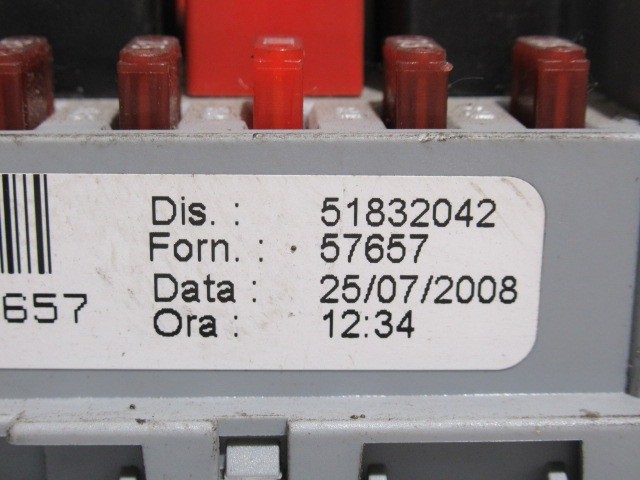 Dis. : 51832042
Forn. : 57657
Data : 25/07/2008
Ora : 12:34
657